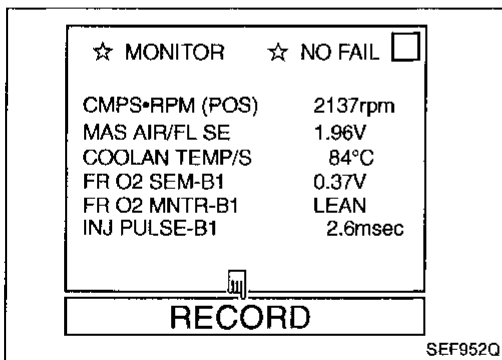 ☆ MONITOR ☆ NO FAIL
CMPS•RPM (POS) 2137rpm
MAS AIR/FL SE 1.96V
COOLAN TEMP/S 84°C
FR O2 SEM-B1 0.37V
FR O2 MNTR-B1 LEAN
INJ PULSE-B1 2.6msec
RECORD
SEF952Q